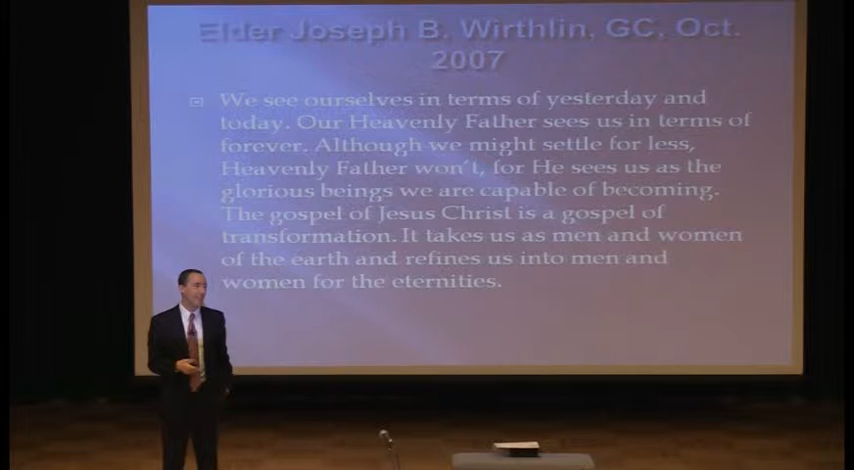 Elder Joseph B. Wirthlin, GC, Oct.
2007
We see ourselves in terms of yesterday and
today. Our Heavenly Father sees us in terms of
forever. Although we might settle for less,
Heavenly Father won't, for He sees us as the
glorious beings we are capable of becoming.
The gospel of Jesus Christ is a gospel of
transformation. It takes us as men and women
of the earth and refines us into men and
women for the eternities.